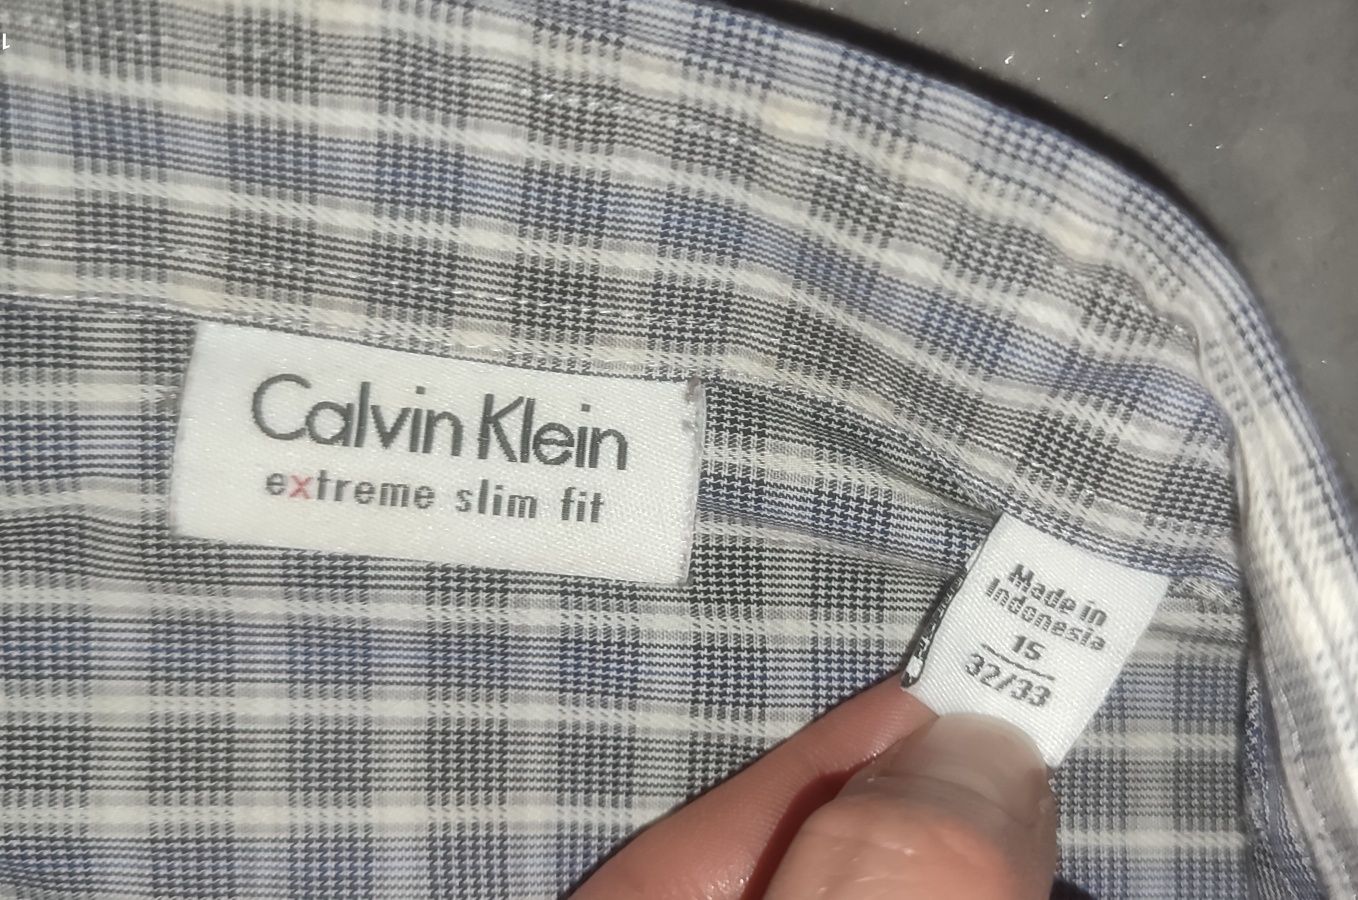 Calvin Klein
extreme slim fit
Made in
Indonesia
15
32/33